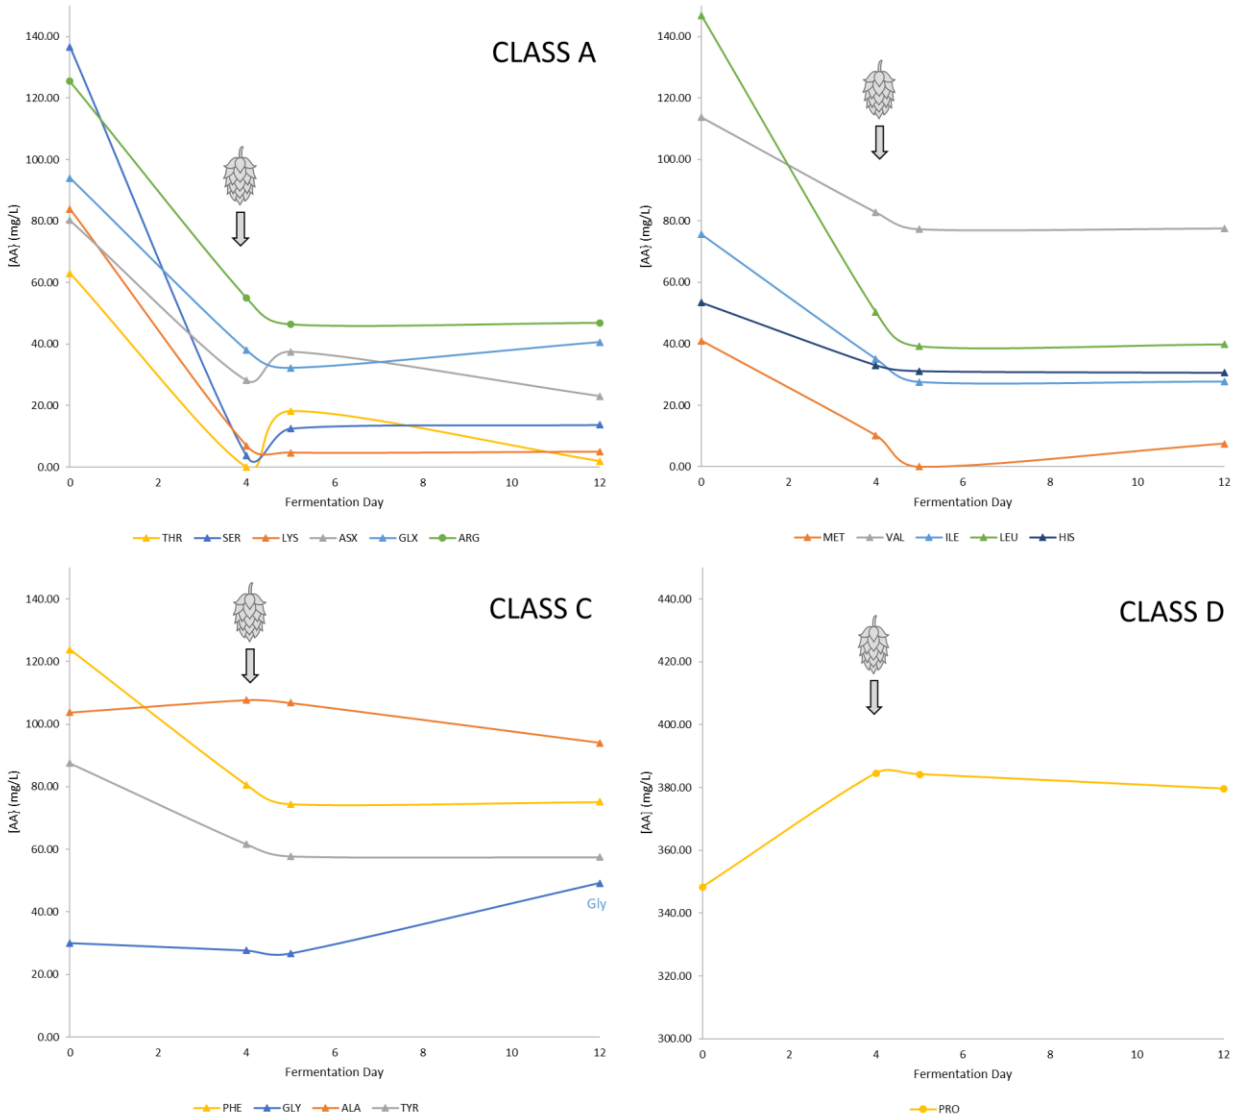 CLASS A
[AA} (mg/L)
140.00
120.00
100.00
80.00
60.00
40.00
20.00
0.00
0 2 4 6 8 10 12
Fermentation Day
THR SER LYS ASX GLX ARG
[AA} (mg/L)
140.00
120.00
100.00
80.00
60.00
40.00
20.00
0.00
0 2 4 6 8 10 12
Fermentation Day
MET VAL ILE LEU HIS
CLASS C
[AA} (mg/L)
140.00
120.00
100.00
80.00
60.00
40.00
20.00
0.00
Gly
0 2 4 6 8 10 12
Fermentation Day
PHE GLY ALA TYR
CLASS D
[AA] (mg/L)
440.00
420.00
400.00
380.00
360.00
340.00
320.00
300.00
0 2 4 6 8 10 12
Fermentation Day
PRO